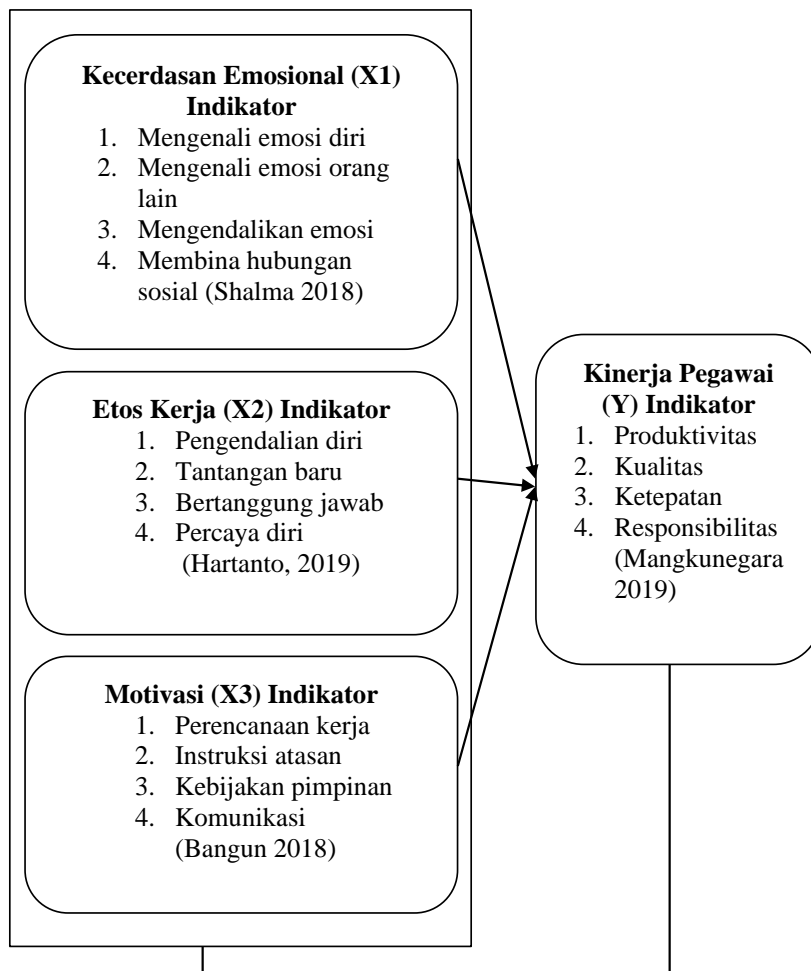 Kecerdasan Emosional (X1)
Indikator
1. Mengenali emosi diri
2. Mengenali emosi orang
lain
3. Mengendalikan emosi
4. Membina hubungan
sosial (Shalma 2018)
Etos Kerja (X2) Indikator
1. Pengendalian diri
2. Tantangan baru
3. Bertanggung jawab
4. Percaya diri
(Hartanto, 2019)
Motivasi (X3) Indikator
1. Perencanaan kerja
2. Instruksi atasan
3. Kebijakan pimpinan
4. Komunikasi
(Bangun 2018)
Kinerja Pegawai
(Y) Indikator
1. Produktivitas
2. Kualitas
3. Ketepatan
4. Responsibilitas
(Mangkunegara
2019)